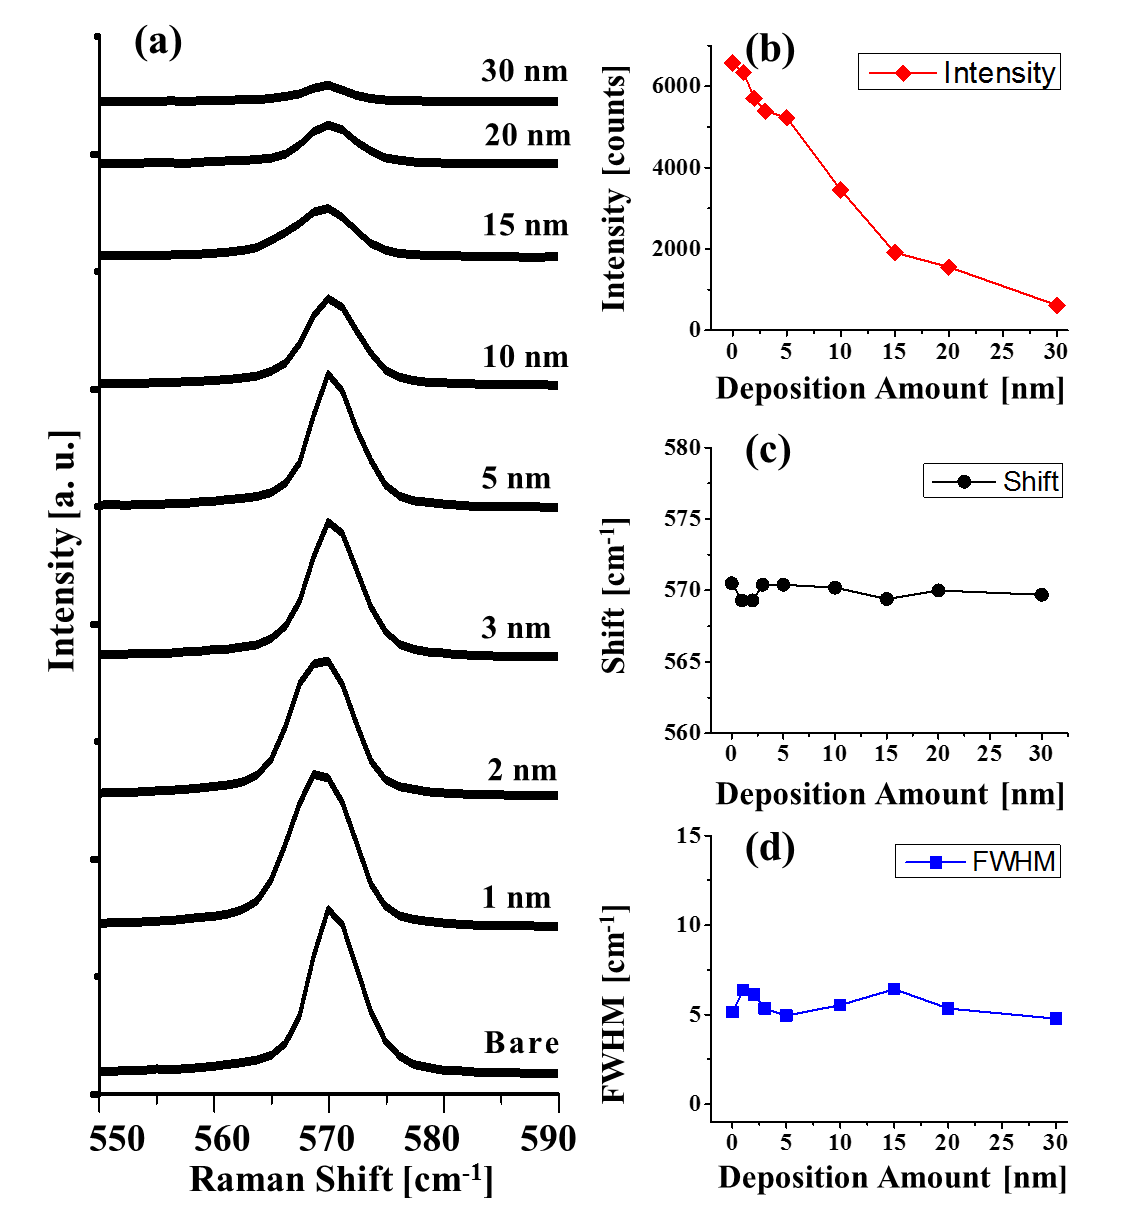 (a)
30 nm
20 nm
15 nm
10 nm
5 nm
3 nm
2 nm
1 nm
Bare
Intensity [a. u.]
550 560 570 580 590
Raman Shift [cm-1]
(b)
Intensity
6000
4000
2000
0
Intensity [counts]
0 5 10 15 20 25 30
Deposition Amount [nm]
(c)
Shift
580
575
570
565
560
Shift [cm-1]
0 5 10 15 20 25 30
Deposition Amount [nm]
(d)
FWHM
15
10
5
0
FWHM [cm-1]
0 5 10 15 20 25 30
Deposition Amount [nm]